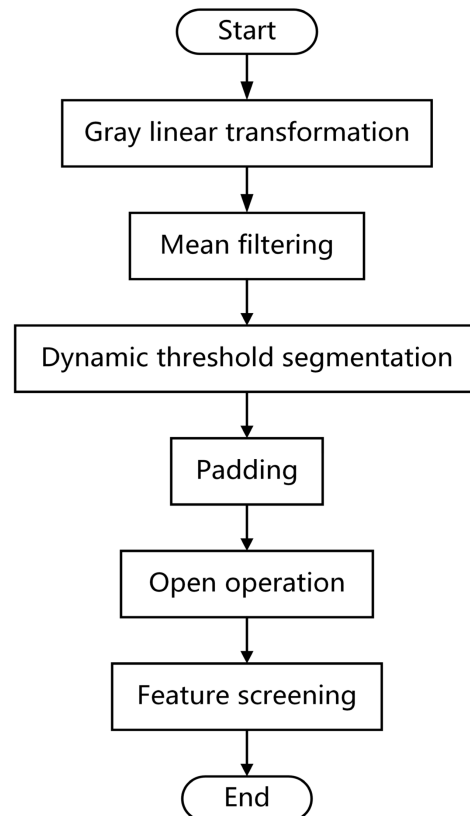 Start
Gray linear transformation
Mean filtering
Dynamic threshold segmentation
Padding
Open operation
Feature screening
End